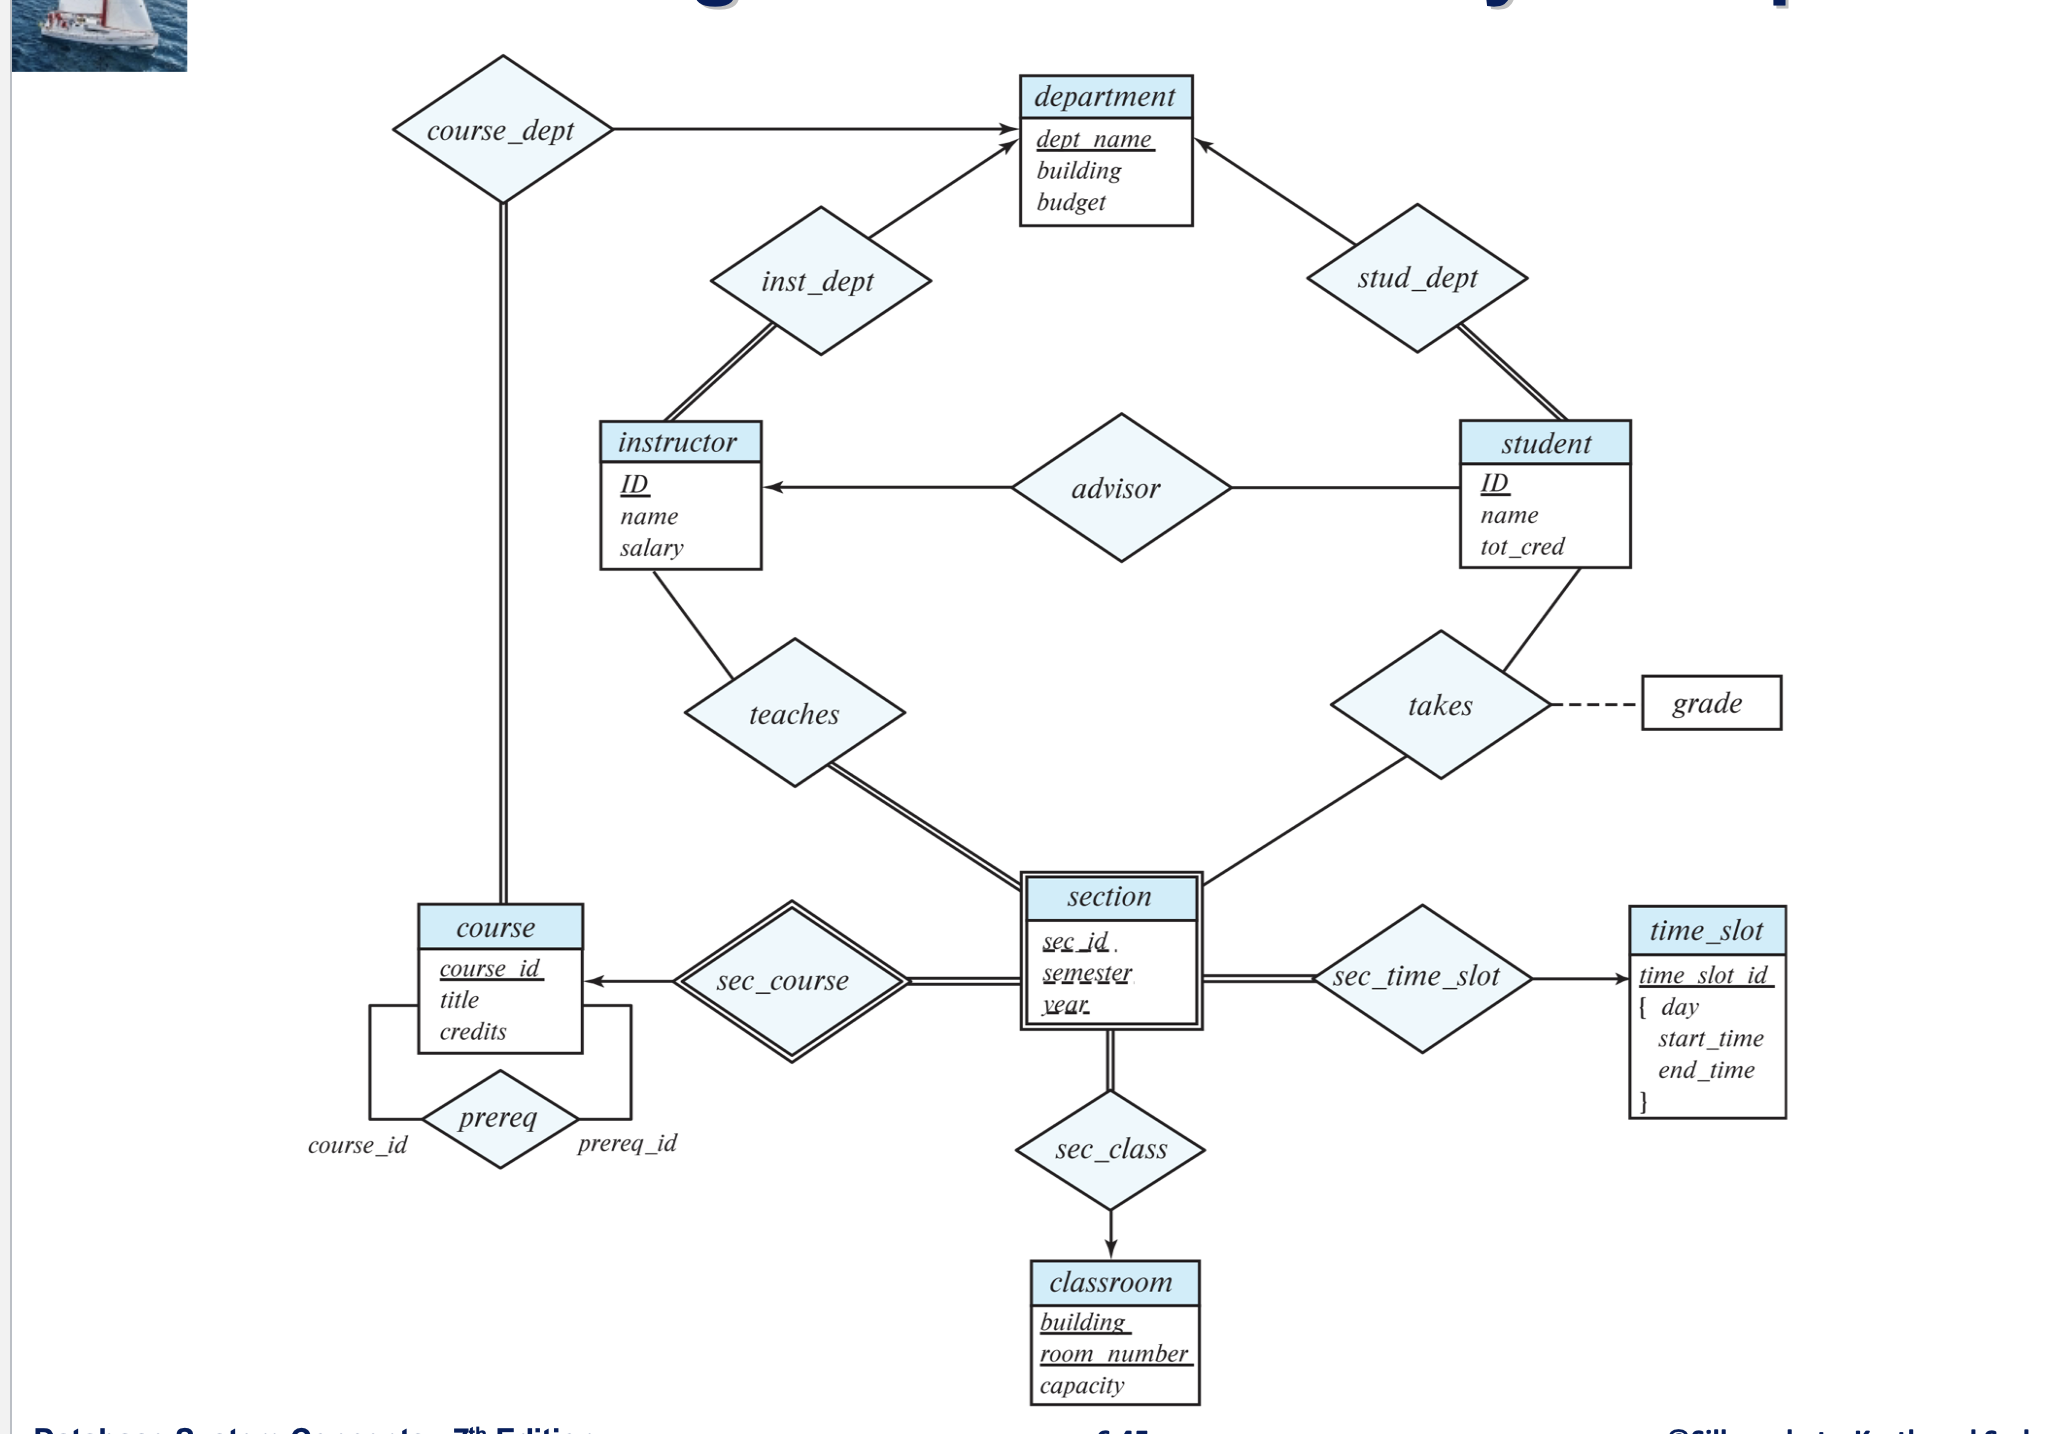 course_dept
department
dept_name
building
budget
inst_dept
stud_dept
instructor
ID
name
salary
advisor
student
ID
name
tot_cred
teaches
takes
grade
course
course_id
title
credits
sec_course
section
sec_id
semester
year
sec_time_slot
time_slot
time_slot_id
{ day
start_time
end_time
}
prereq
course_id
prereq_id
sec_class
classroom
building
room_number
capacity